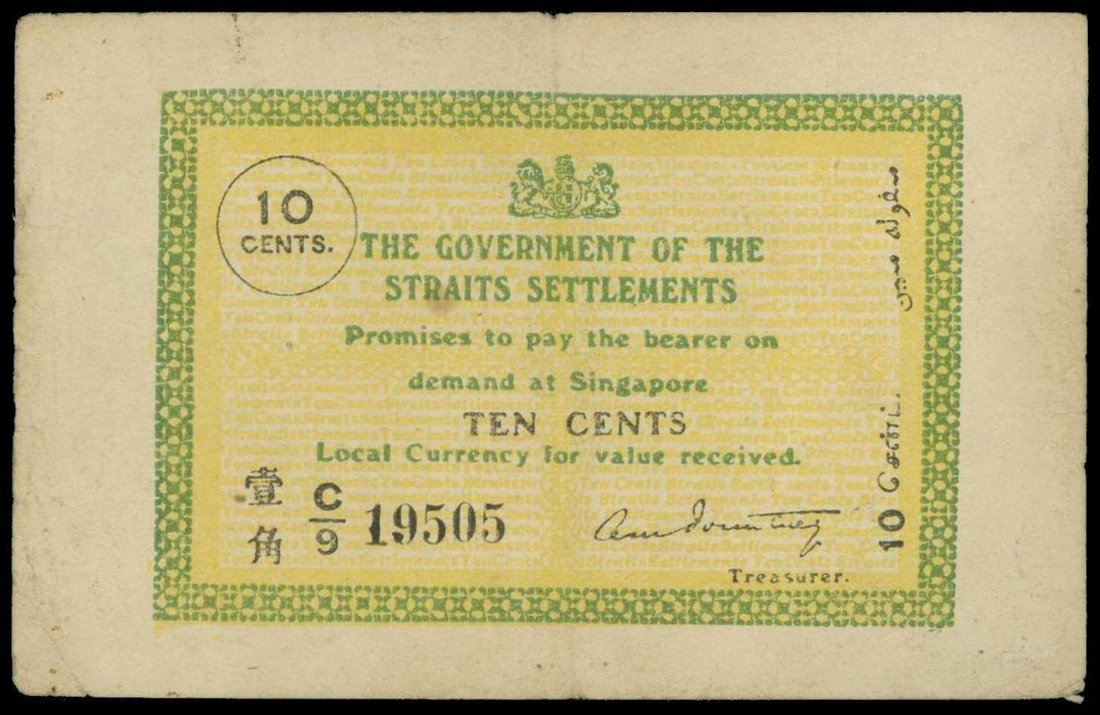 10
CENTS.
THE GOVERNMENT OF THE
STRAITS SETTLEMENTS
Promises to pay the bearer on
demand at Singapore
TEN CENTS
Local Currency for value received.
壹角
C/9 19505
Treasurer.
10 சென்ட்.